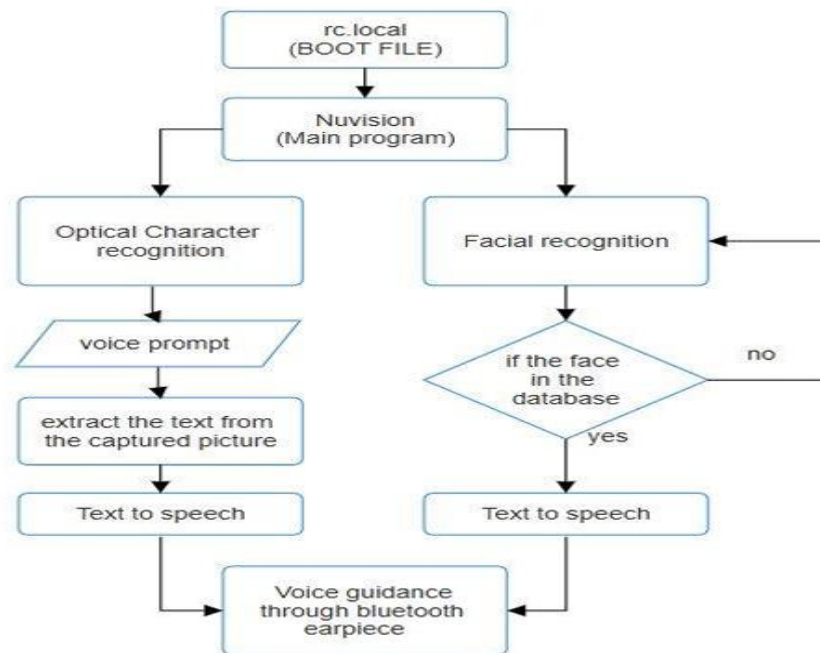 rc.local
(BOOT FILE)
Nuvision
(Main program)
Optical Character
recognition
Facial recognition
voice prompt
if the face
in the
database
no
yes
extract the text from
the captured picture
Text to speech
Text to speech
Voice guidance
through bluetooth
earpiece